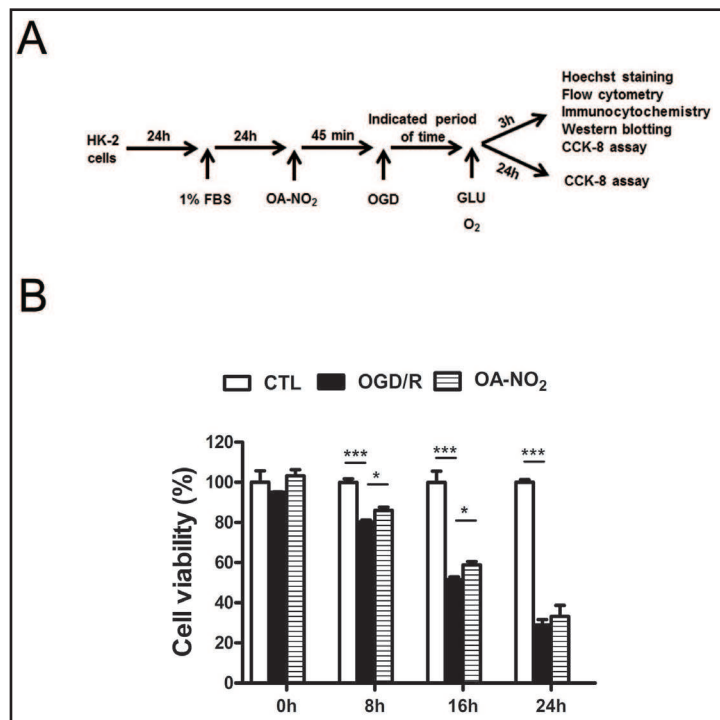 A
Hoechst staining
Flow cytometry
Immunocytochemistry
Western blotting
CCK-8 assay
HK-2
cells
24h
24h
45 min
Indicated period
of time
3h
24h
CCK-8 assay
1% FBS
OA-NO₂
OGD
GLU
O₂
B
CTL OGD/R OA-NO₂
Cell viability (%)
120
100
80
60
40
20
0
*** * *** * ***
0h 8h 16h 24h